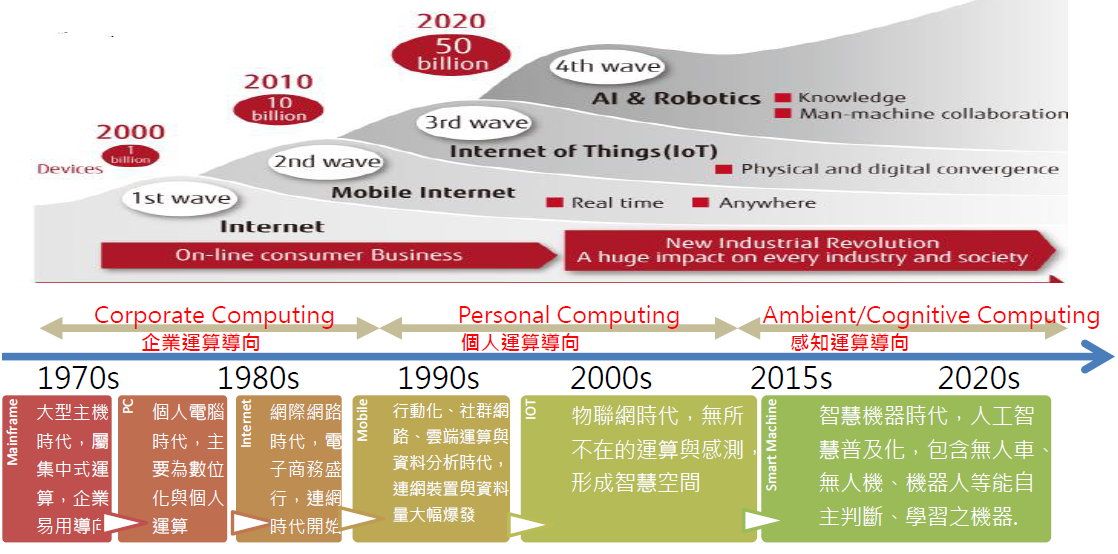 2020
50
billion
4th wave
2010
10
billion
AI & Robotics
Knowledge
Man-machine collaboration
3rd wave
2000
1
billion
Internet of Things(IoT)
Devices
2nd wave
Physical and digital convergence
Mobile Internet
1st wave
Real time
Anywhere
Internet
On-line consumer Business
New Industrial Revolution
A huge impact on every industry and society
Corporate Computing
企業運算導向
Personal Computing
個人運算導向
Ambient/Cognitive Computing
感知運算導向
1970s
1980s
1990s
2000s
2015s
2020s
Mainframe
大型主機
時代，屬
集中式運
算，企業
易用導向
PC
個人電腦
時代，主
要為數位
化與個人
運算
Internet
網際網路
時代，電
子商務盛
行，連網
時代開始
Mobile
行動化、社群網
路、雲端運算與
資料分析時代，
連網裝置與資料
量大幅爆發
IOT
物聯網時代，無所
不在的運算與感測，
形成智慧空間
Smart Machine
智慧機器時代，人工智
慧普及化，包含無人車、
無人機、機器人等能自
主判斷、學習之機器.